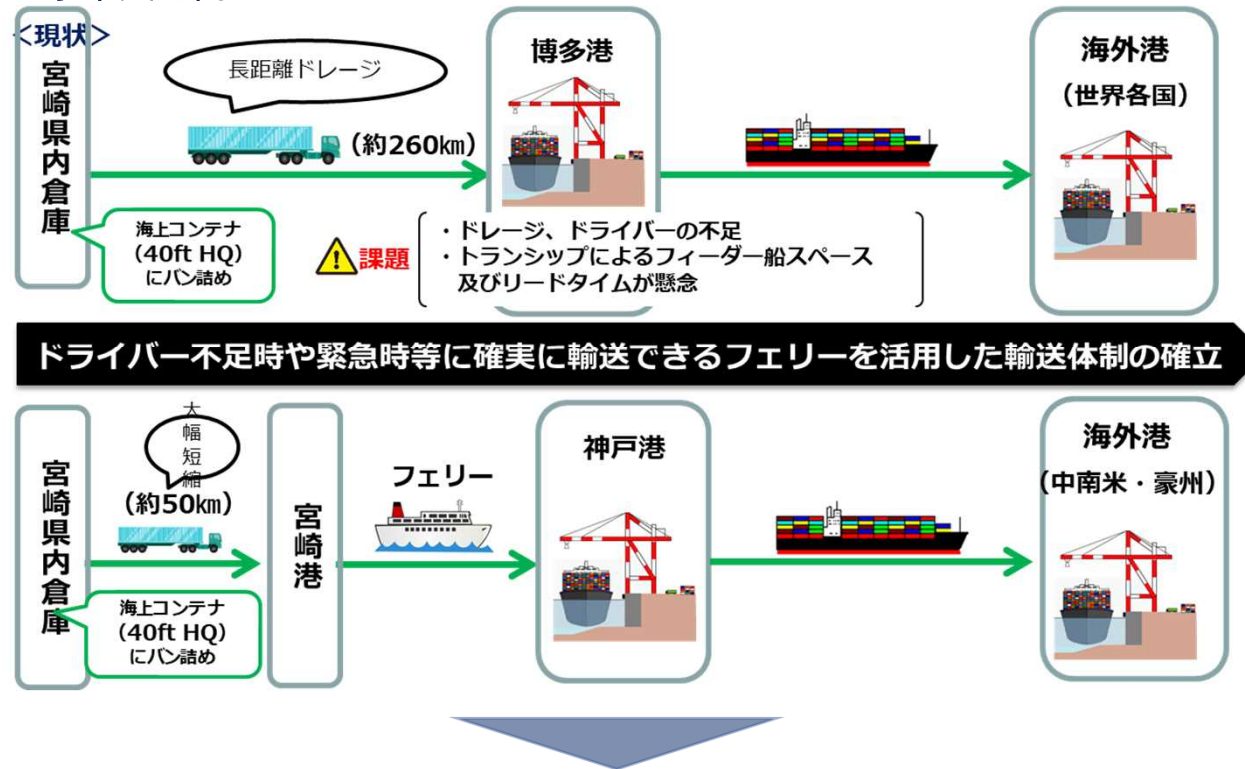 ＜現状＞
宮崎県内倉庫
長距離ドレージ
（約260㎞）
博多港
海外港
（世界各国）
海上コンテナ
（40ft HQ）
にバン詰め
課題
・ドレージ、ドライバーの不足
・トランシップによるフィーダー船スペース
及びリードタイムが懸念
ドライバー不足時や緊急時等に確実に輸送できるフェリーを活用した輸送体制の確立
宮崎県内倉庫
大幅短縮
（約50㎞）
海上コンテナ
（40ft HQ）
にバン詰め
宮崎港
フェリー
神戸港
海外港
（中南米・豪州）